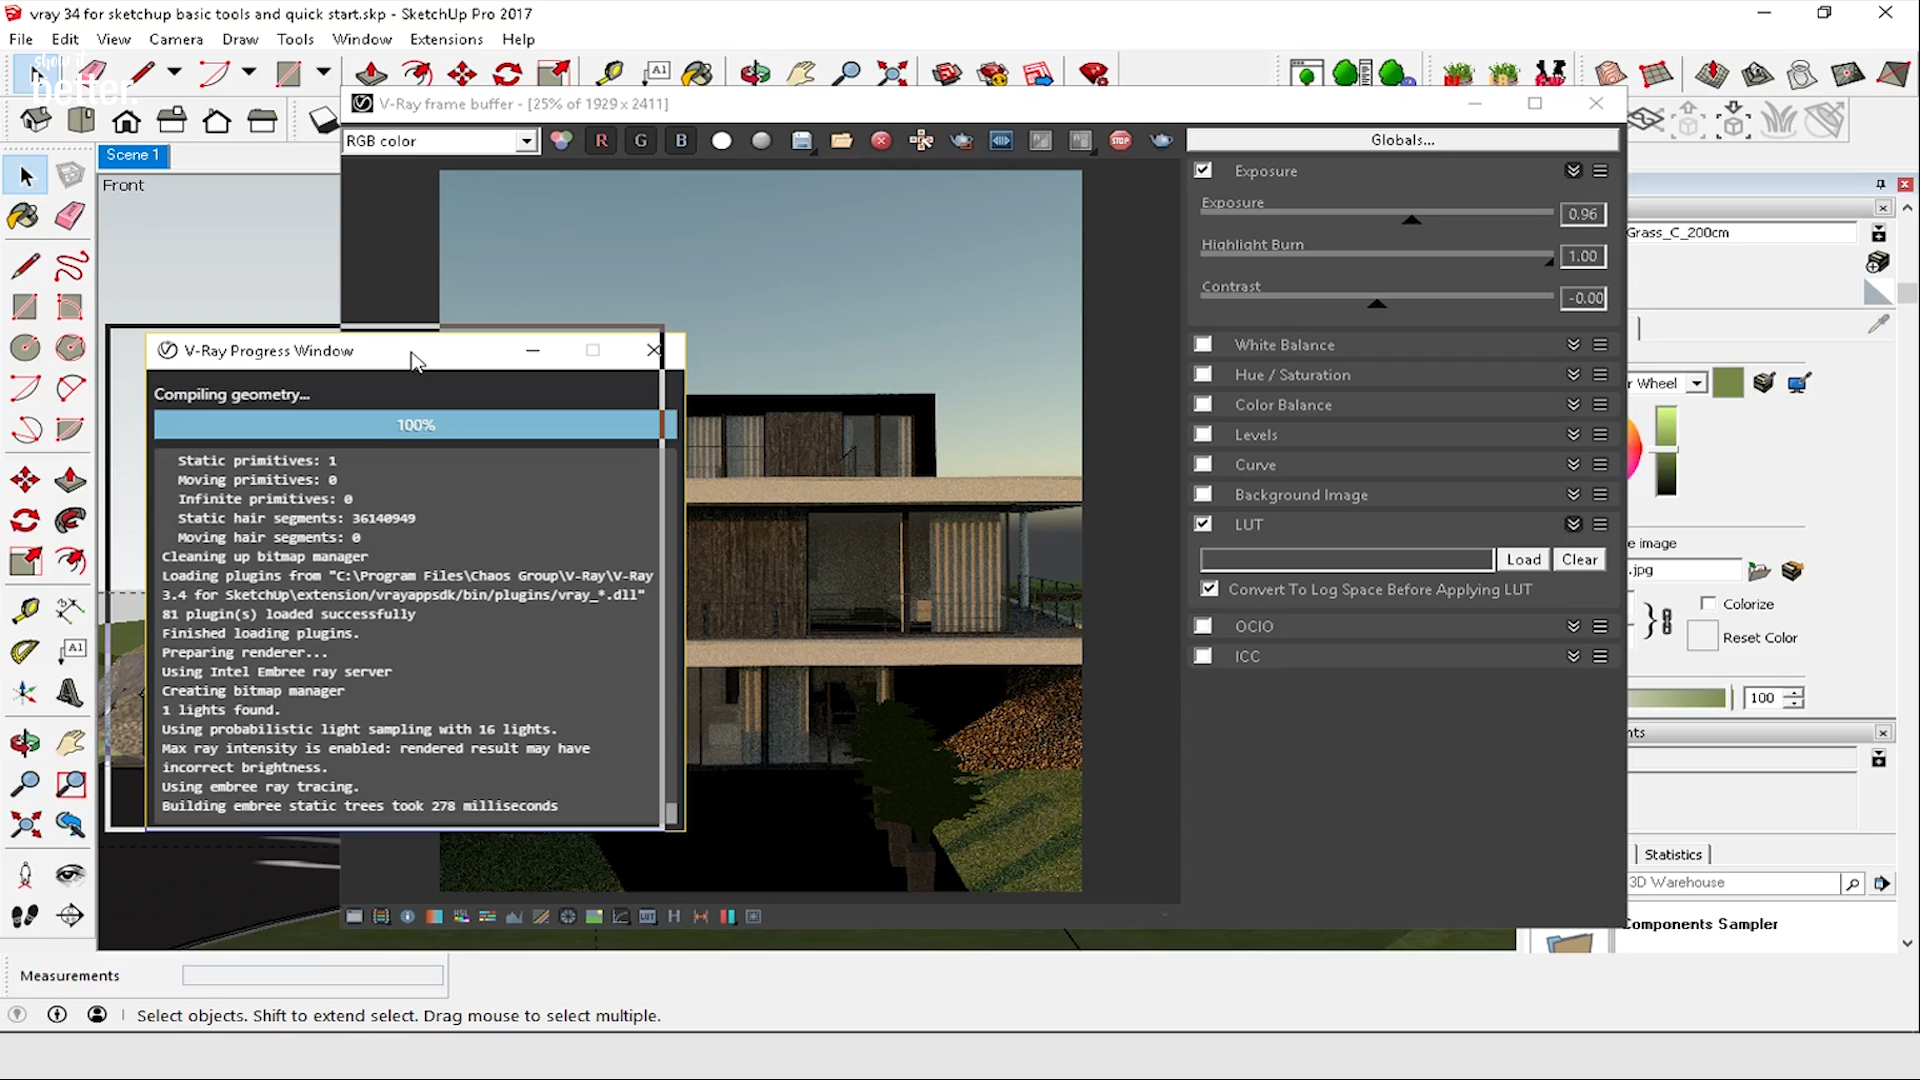 vray 34 for sketchup basic tools and quick start.skp - SketchUp Pro 2017
File Edit View Camera Draw Tools Window Extensions Help
show it
better.
A1
V-Ray frame buffer - [25% of 1929 x 2411]
RGB color
R G B
STOP
Globals...
Scene 1
Front
Exposure
Exposure
0.96
Highlight Burn
1.00
Contrast
-0.00
White Balance
Hue / Saturation
Color Balance
Levels
Curve
Background Image
LUT
Load Clear
Convert To Log Space Before Applying LUT
OCIO
ICC
Grass_C_200cm
r Wheel
e image
.jpg
Colorize
Reset Color
100
nts
Statistics
3D Warehouse
Components Sampler
V-Ray Progress Window
Compiling geometry...
100%
Static primitives: 1
Moving primitives: 0
Infinite primitives: 0
Static hair segments: 36140949
Moving hair segments: 0
Cleaning up bitmap manager
Loading plugins from "C:\Program Files\Chaos Group\V-Ray\V-Ray
3.4 for SketchUp\extension/vrayappsdk/bin/plugins/vray_*.dll"
81 plugin(s) loaded successfully
Finished loading plugins.
Preparing renderer...
Using Intel Embree ray server
Creating bitmap manager
1 lights found.
Using probabilistic light sampling with 16 lights.
Max ray intensity is enabled: rendered result may have
incorrect brightness.
Using embree ray tracing.
Building embree static trees took 278 milliseconds
A1
HSL
LUT
H
Measurements
Select objects. Shift to extend select. Drag mouse to select multiple.